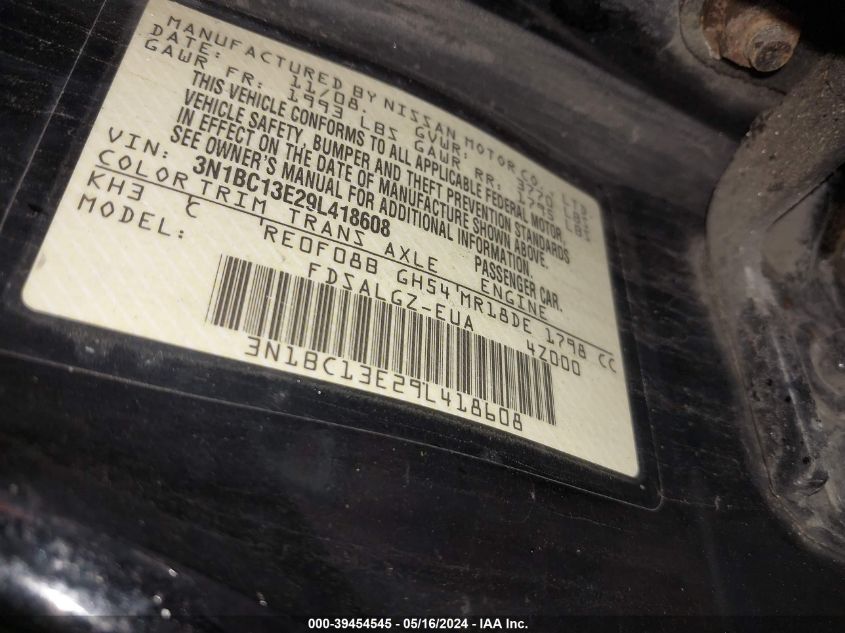 MANUFACTURED BY NISSAN MOTOR CO., LTD.
DATE: 11/08 GVWR: 3770 LBS
GAWR FR: 1993 LBS GAWR RR: 1795 LBS
THIS VEHICLE CONFORMS TO ALL APPLICABLE FEDERAL MOTOR
VEHICLE SAFETY, BUMPER AND THEFT PREVENTION STANDARDS
IN EFFECT ON THE DATE OF MANUFACTURE SHOWN ABOVE.
SEE OWNER'S MANUAL FOR ADDITIONAL INFORMATION.
VIN: 3N1BC13E29L418608 PASSENGER CAR.
COLOR TRIM TRANS AXLE ENGINE
KH3 C RE0F08B GH54 MR18DE 1798 CC
MODEL: FDSALGZ-EUA 4Z000
3N1BC13E29L418608
000-39454545 - 05/16/2024 - IAA Inc.